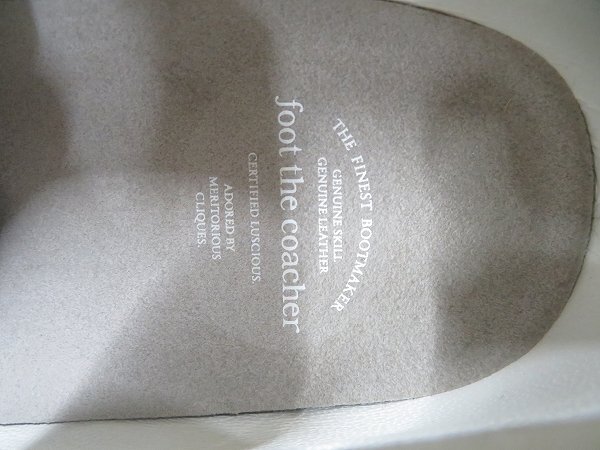 THE FINEST BOOTMAKER
GENUINE SKILL
GENUINE LEATHER
foot the coacher
CERTIFIED LUSCIOUS.
ADORED BY
MERITORIOUS
CLIQUES.